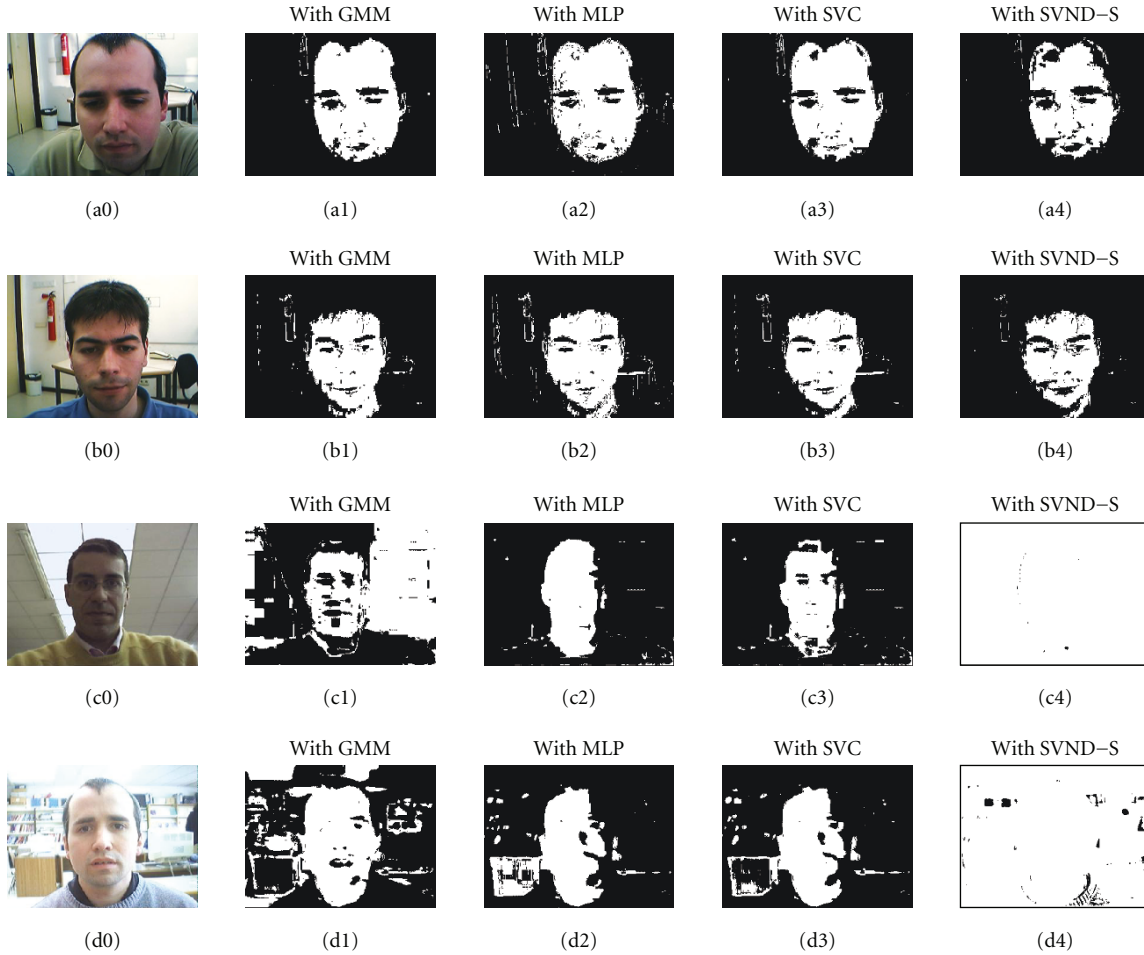 With GMM With MLP With SVC With SVND−S
(a0) (a1) (a2) (a3) (a4)
With GMM With MLP With SVC With SVND−S
(b0) (b1) (b2) (b3) (b4)
With GMM With MLP With SVC With SVND−S
(c0) (c1) (c2) (c3) (c4)
With GMM With MLP With SVC With SVND−S
(d0) (d1) (d2) (d3) (d4)